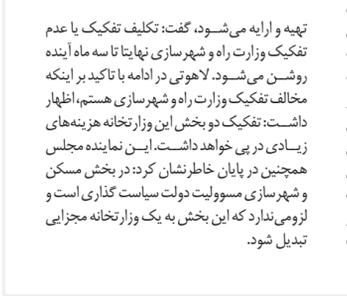 تهیه و ارایه می‌شود، گفت: تکلیف تفکیک یا عدم
تفکیک وزارت راه و شهرسازی نهایتا تا سه ماه آینده
روشن می‌شود. لاهوتی در ادامه با تاکید بر اینکه
مخالف تفکیک وزارت راه و شهرسازی هستم، اظهار
داشت: تفکیک دو بخش این وزارتخانه هزینه‌های
زیادی در پی خواهد داشت. این نماینده مجلس
همچنین در پایان خاطرنشان کرد: در بخش مسکن
و شهرسازی مسوولیت دولت سیاست گذاری است و
لزومی‌ندارد که این بخش به یک وزارتخانه مجزایی
تبدیل شود.